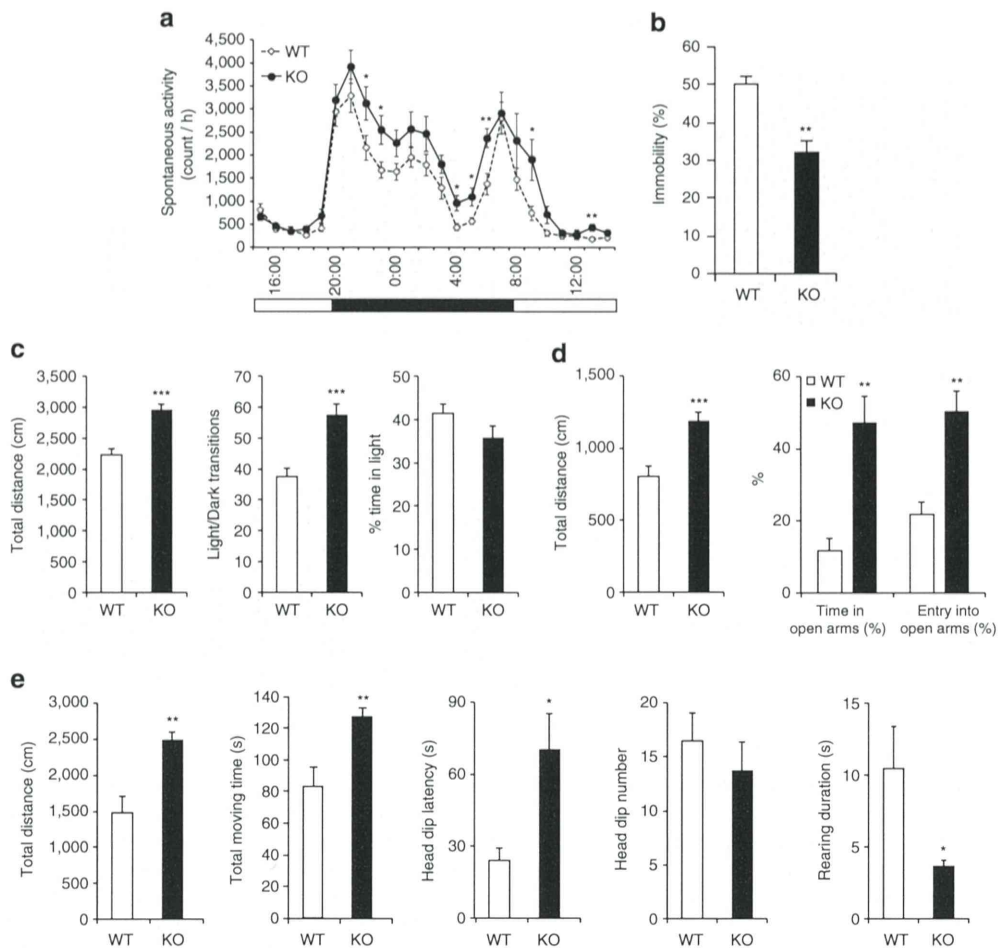 a
4,500
4,000
3,500
3,000
2,500
2,000
1,500
1,000
500
0
Spontaneous activity
(count / h)
WT
KO
*
*
*
*
**
*
**
16:00
20:00
0:00
4:00
8:00
12:00
b
60
50
40
30
20
10
0
Immobility (%)
**
WT
KO
c
3,500
3,000
2,500
2,000
1,500
1,000
500
0
Total distance (cm)
***
WT
KO
70
60
50
40
30
20
10
0
Light/Dark transitions
***
WT
KO
50
40
30
20
10
0
% time in light
WT
KO
d
1,500
1,000
500
0
Total distance (cm)
***
WT
KO
60
40
20
0
%
WT
KO
**
**
Time in
open arms (%)
Entry into
open arms (%)
e
3,000
2,500
2,000
1,500
1,000
500
0
Total distance (cm)
**
WT
KO
140
120
100
80
60
40
20
0
Total moving time (s)
**
WT
KO
90
60
30
0
Head dip latency (s)
*
WT
KO
20
15
10
5
0
Head dip number
WT
KO
15
10
5
0
Rearing duration (s)
*
WT
KO